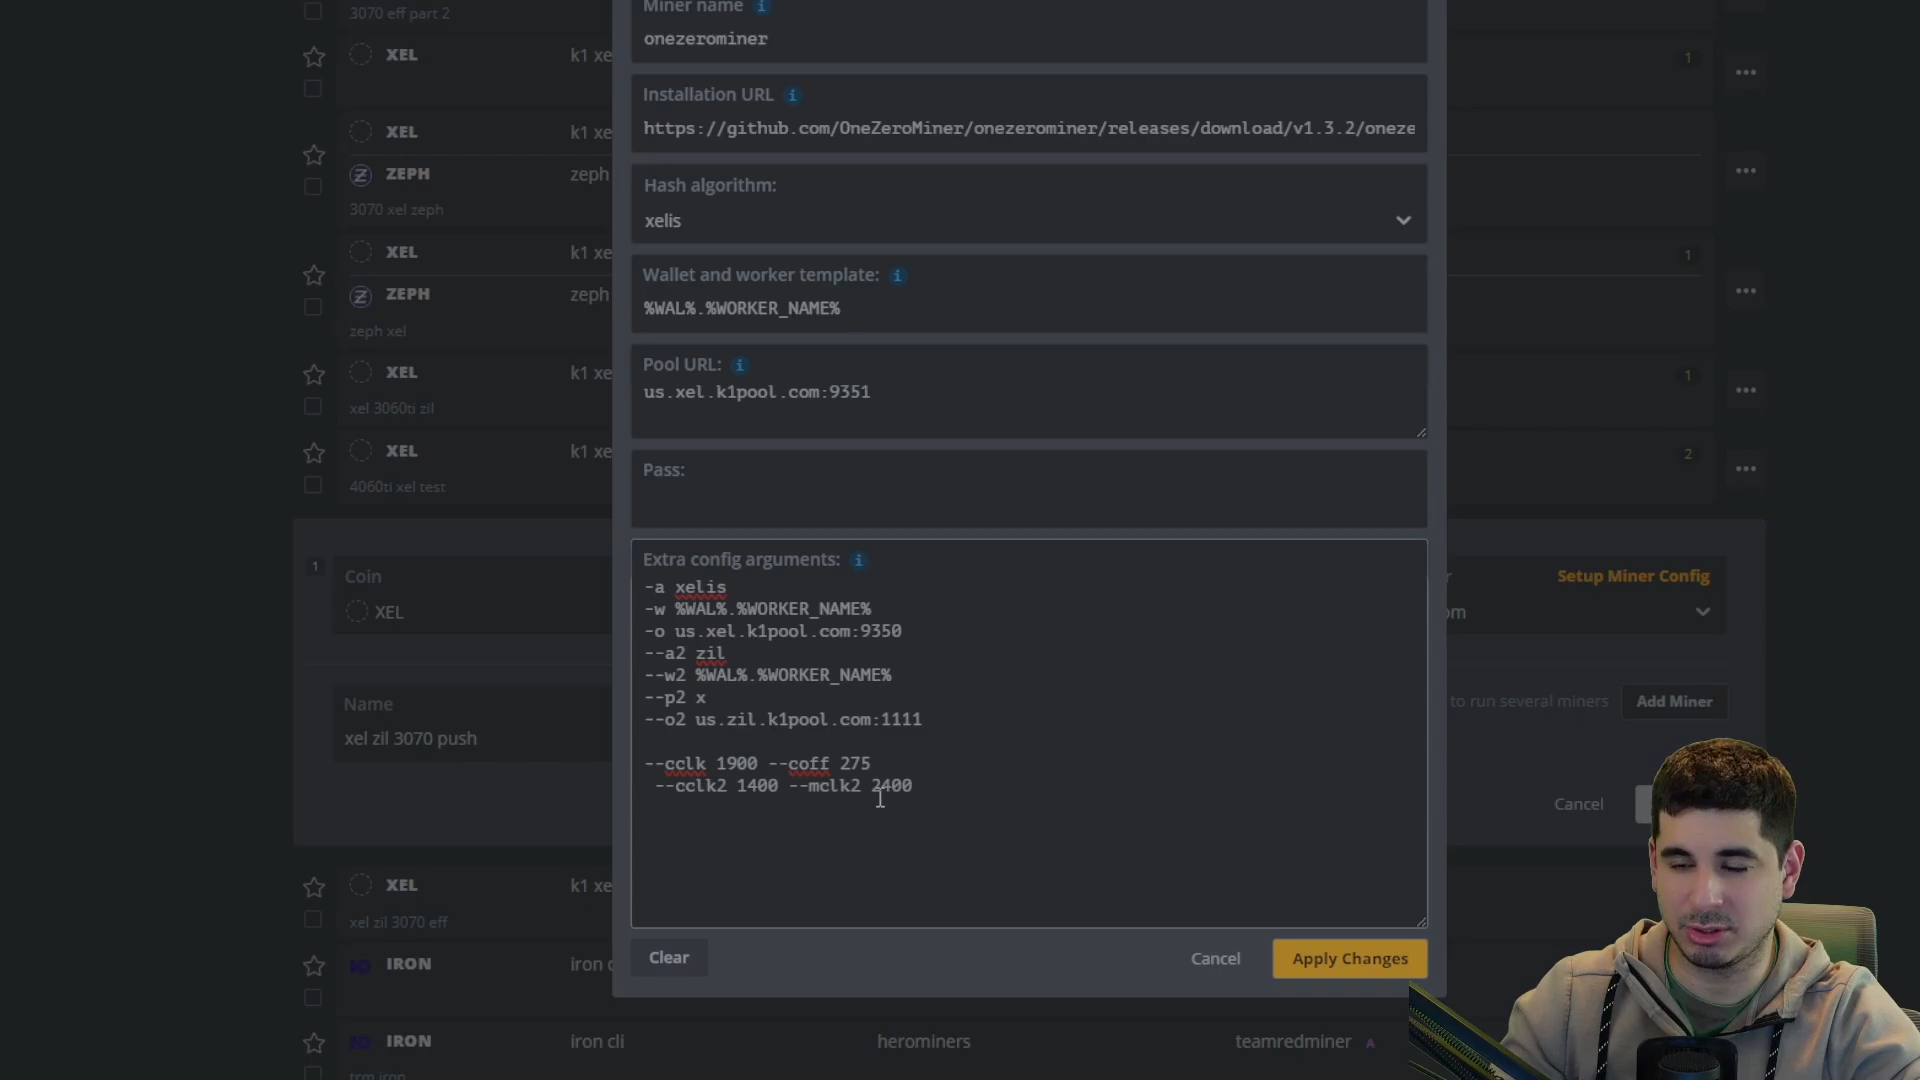 3070 eff part 2
XEL k1 xe 1
XEL k1 xe
ZEPH zeph
3070 xel zeph
XEL k1 xe 1
ZEPH zeph
zeph xel
XEL k1 xe 1
xel 3060ti zil
XEL k1 xe 2
4060ti xel test
1
Coin
XEL
Name
xel zil 3070 push
XEL k1 xe
xel zil 3070 eff
IRON iron c
IRON iron cli herominers teamredminer A
trm iron
Miner name i
onezerominer
Installation URL i
https://github.com/OneZeroMiner/onezerominer/releases/download/v1.3.2/oneze
Hash algorithm:
xelis
Wallet and worker template: i
%WAL%.%WORKER_NAME%
Pool URL: i
us.xel.k1pool.com:9351
Pass:
Extra config arguments: i
-a xelis
-w %WAL%.%WORKER_NAME%
-o us.xel.k1pool.com:9350
--a2 zil
--w2 %WAL%.%WORKER_NAME%
--p2 x
--o2 us.zil.k1pool.com:1111
--cclk 1900 --coff 275
--cclk2 1400 --mclk2 2400
Clear Cancel Apply Changes
r Setup Miner Config
om
to run several miners Add Miner
Cancel